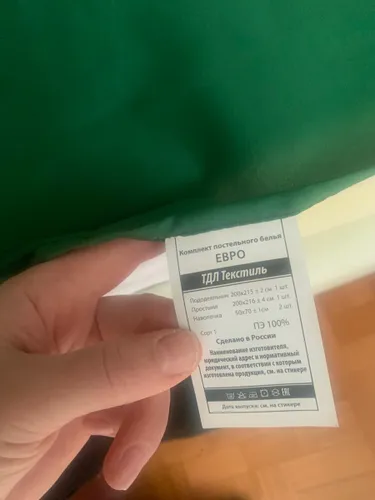 Комплект постельного белья
ЕВРО
ТДЛ Текстиль
Пододеяльник 200х215 ± 2 см 1 шт.
Простыня 200х216 ± 4 см 1 шт.
Наволочка 50х70 ± 1см 2 шт.
Сорт 1
ПЭ 100%
Сделано в России
Наименование изготовителя,
юридический адрес и нормативный
документ, в соответствии с которым
изготовлена продукция, см. на стикере
Дата выпуска: см. на стикере